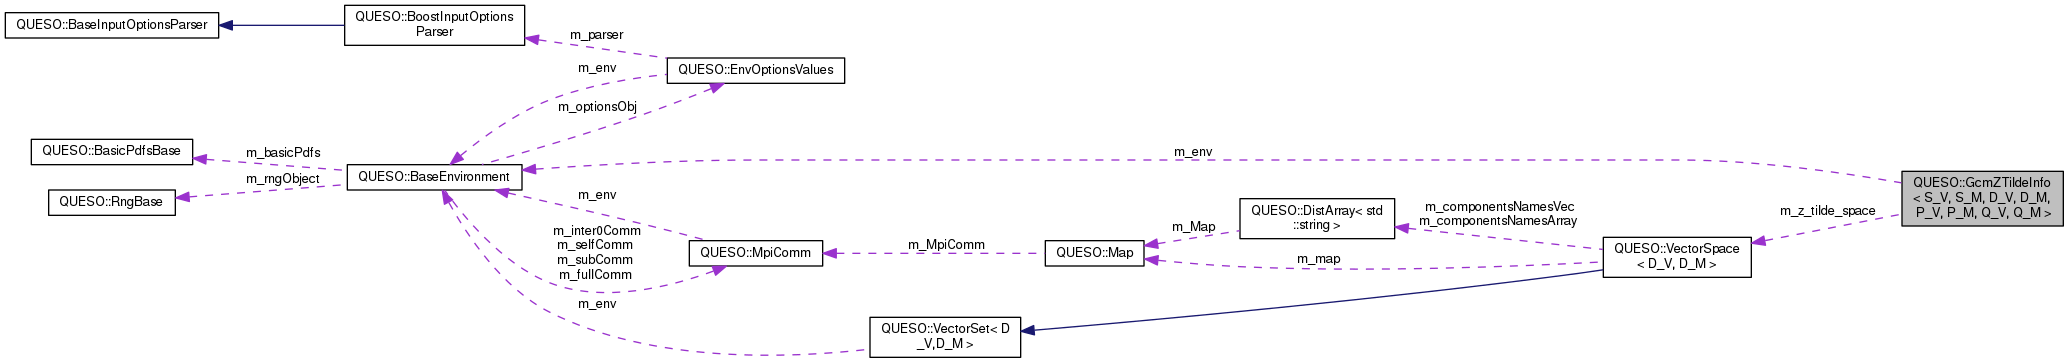 QUESO::BaseInputOptionsParser
QUESO::BoostInputOptions
Parser
m_parser
QUESO::EnvOptionsValues
m_env
m_optionsObj
QUESO::BasicPdfsBase
m_basicPdfs
QUESO::BaseEnvironment
m_rngObject
QUESO::RngBase
m_env
QUESO::GcmZTildeInfo
< S_V, S_M, D_V, D_M,
P_V, P_M, Q_V, Q_M >
m_z_tilde_space
m_env
m_inter0Comm
m_selfComm
m_subComm
m_fullComm
QUESO::MpiComm
m_MpiComm
QUESO::Map
m_Map
QUESO::DistArray< std
::string >
m_componentsNamesVec
m_componentsNamesArray
m_map
QUESO::VectorSpace
< D_V, D_M >
m_env
QUESO::VectorSet< D
_V,D_M >